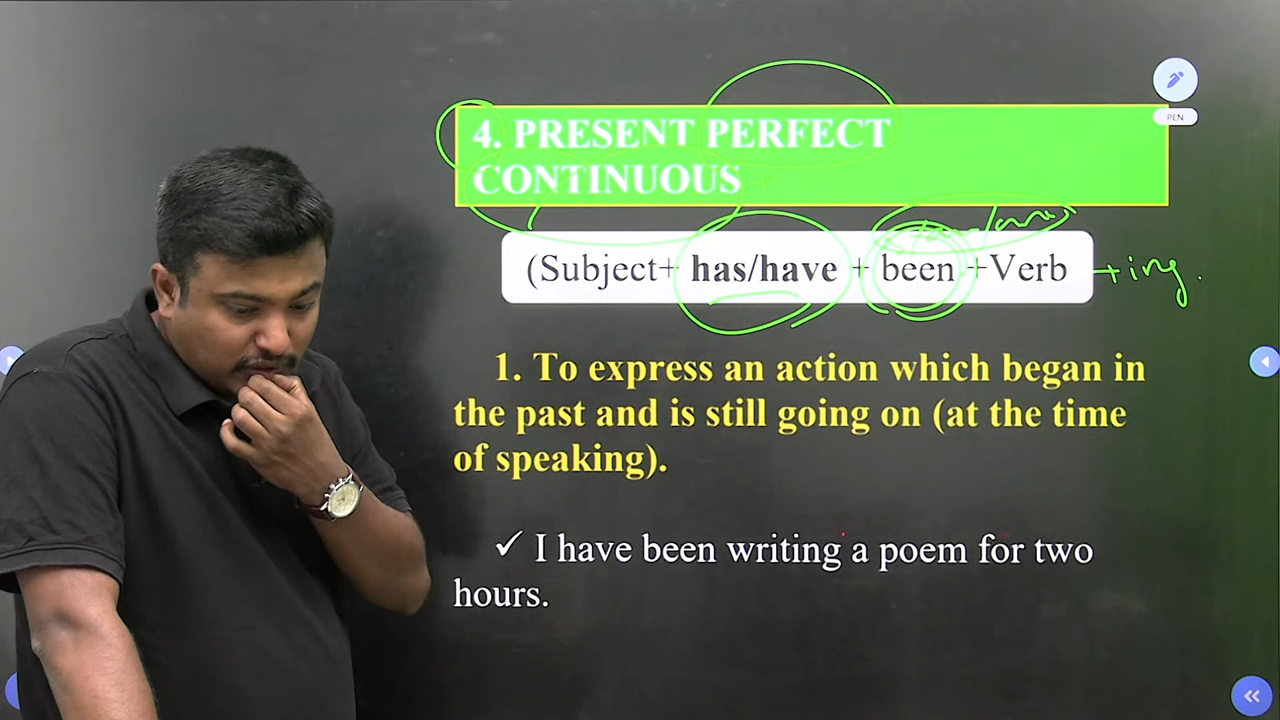 PEN
4. PRESENT PERFECT
CONTINUOUS
(Subject+ has/have + been +Verb +ing.
1. To express an action which began in
the past and is still going on (at the time
of speaking).
✓ I have been writing a poem for two
hours.